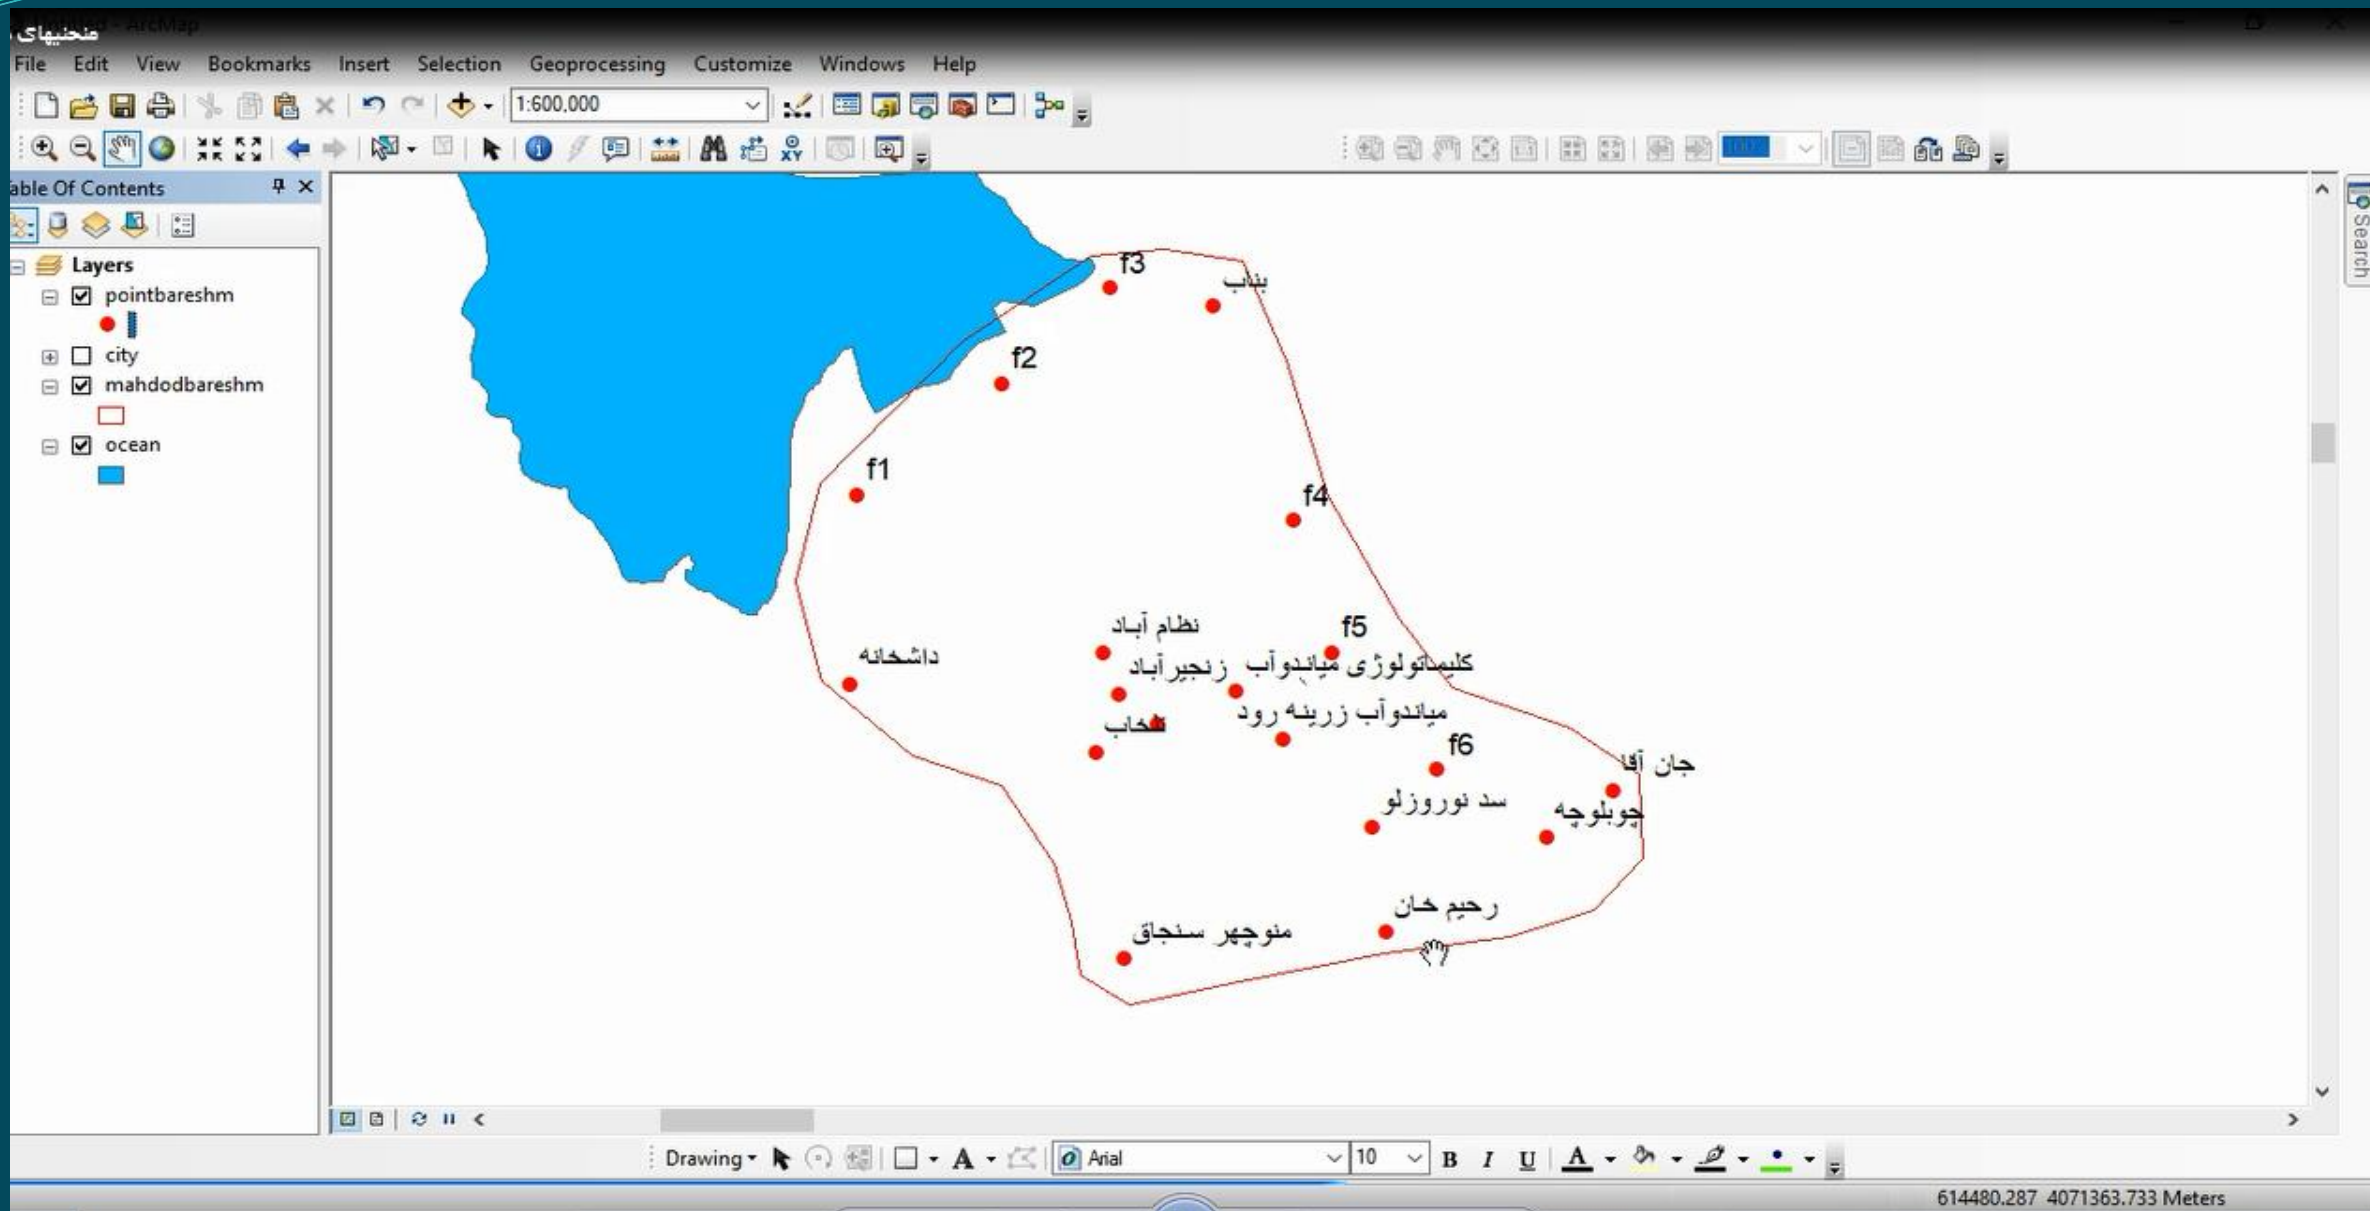 Untitled - ArcMap
منحنیهای
File Edit View Bookmarks Insert Selection Geoprocessing Customize Windows Help
1:600,000
able Of Contents
Layers
pointbareshm
city
mahdodbareshm
ocean
f3
بناب
f2
f1
f4
نظام آباد
f5
داشخانه
زنجیرآباد
کلیماتولوژی میاندوآب
تلخاب
میاندوآب زرینه رود
f6
جان آقا
سد نوروزلو
چوبلوچه
رحیم خان
منوچهر سنجاق
Search
Drawing
Arial
10
B I U A
614480.287 4071363.733 Meters